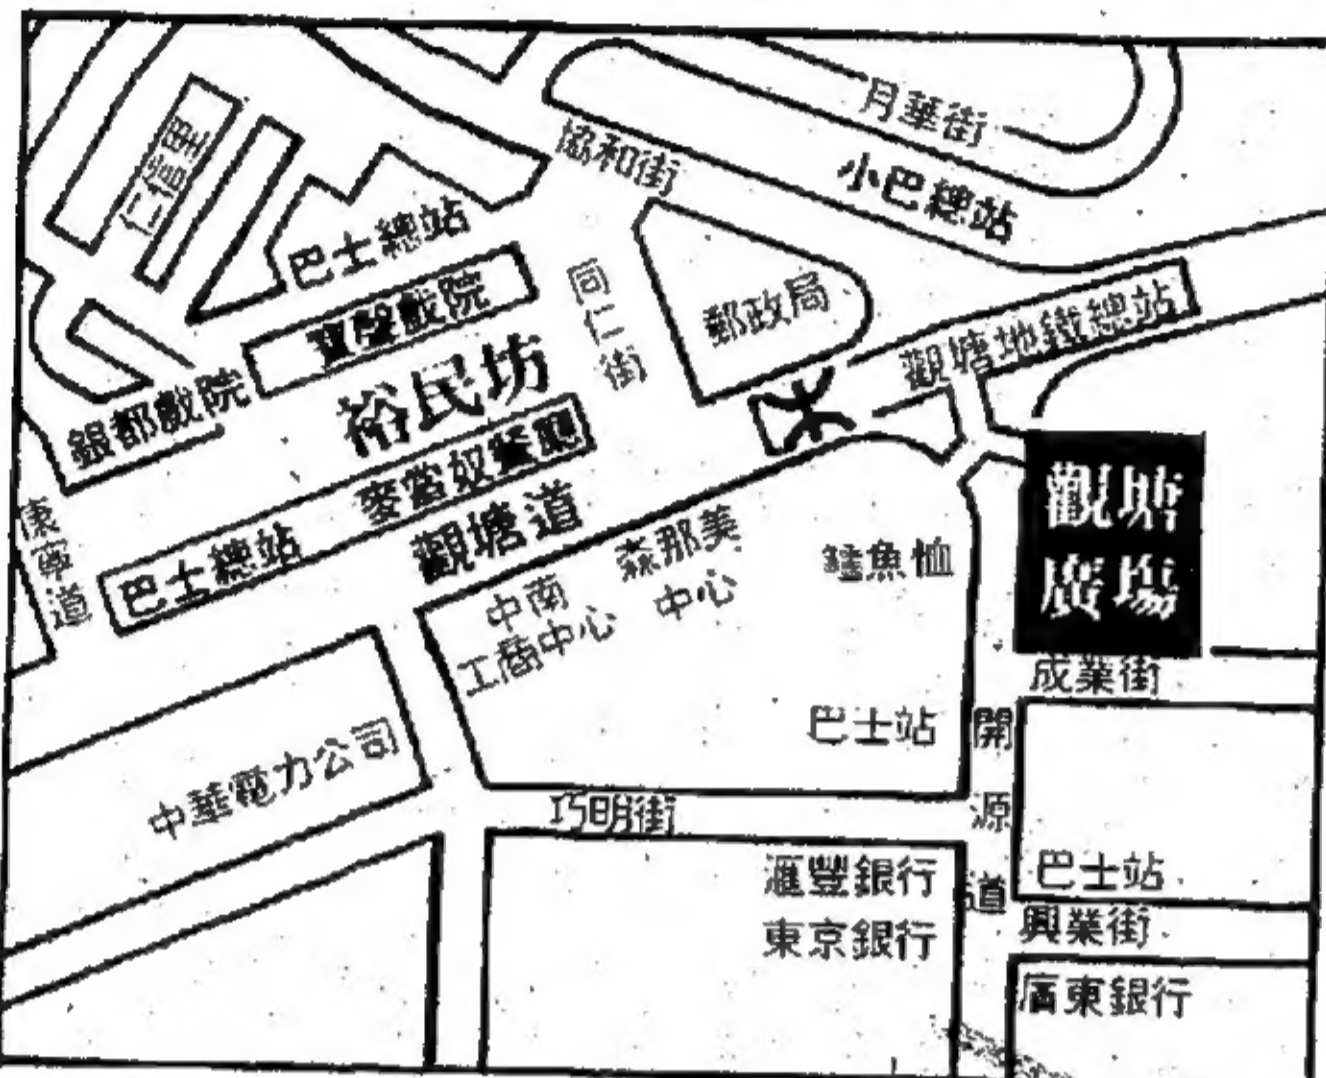 月華街
協和街
小巴總站
仁信里
巴士總站
同仁街
郵政局
寶聲戲院
觀塘地鐵總站
裕民坊
銀都戲院
麥當奴餐廳
觀塘
廣場
康寧道
巴士總站
觀塘道
森那美
中心
鱷魚恤
中南
工商中心
成業街
巴士站
開源道
中華電力公司
巧明街
滙豐銀行
巴士站
東京銀行
興業街
廣東銀行